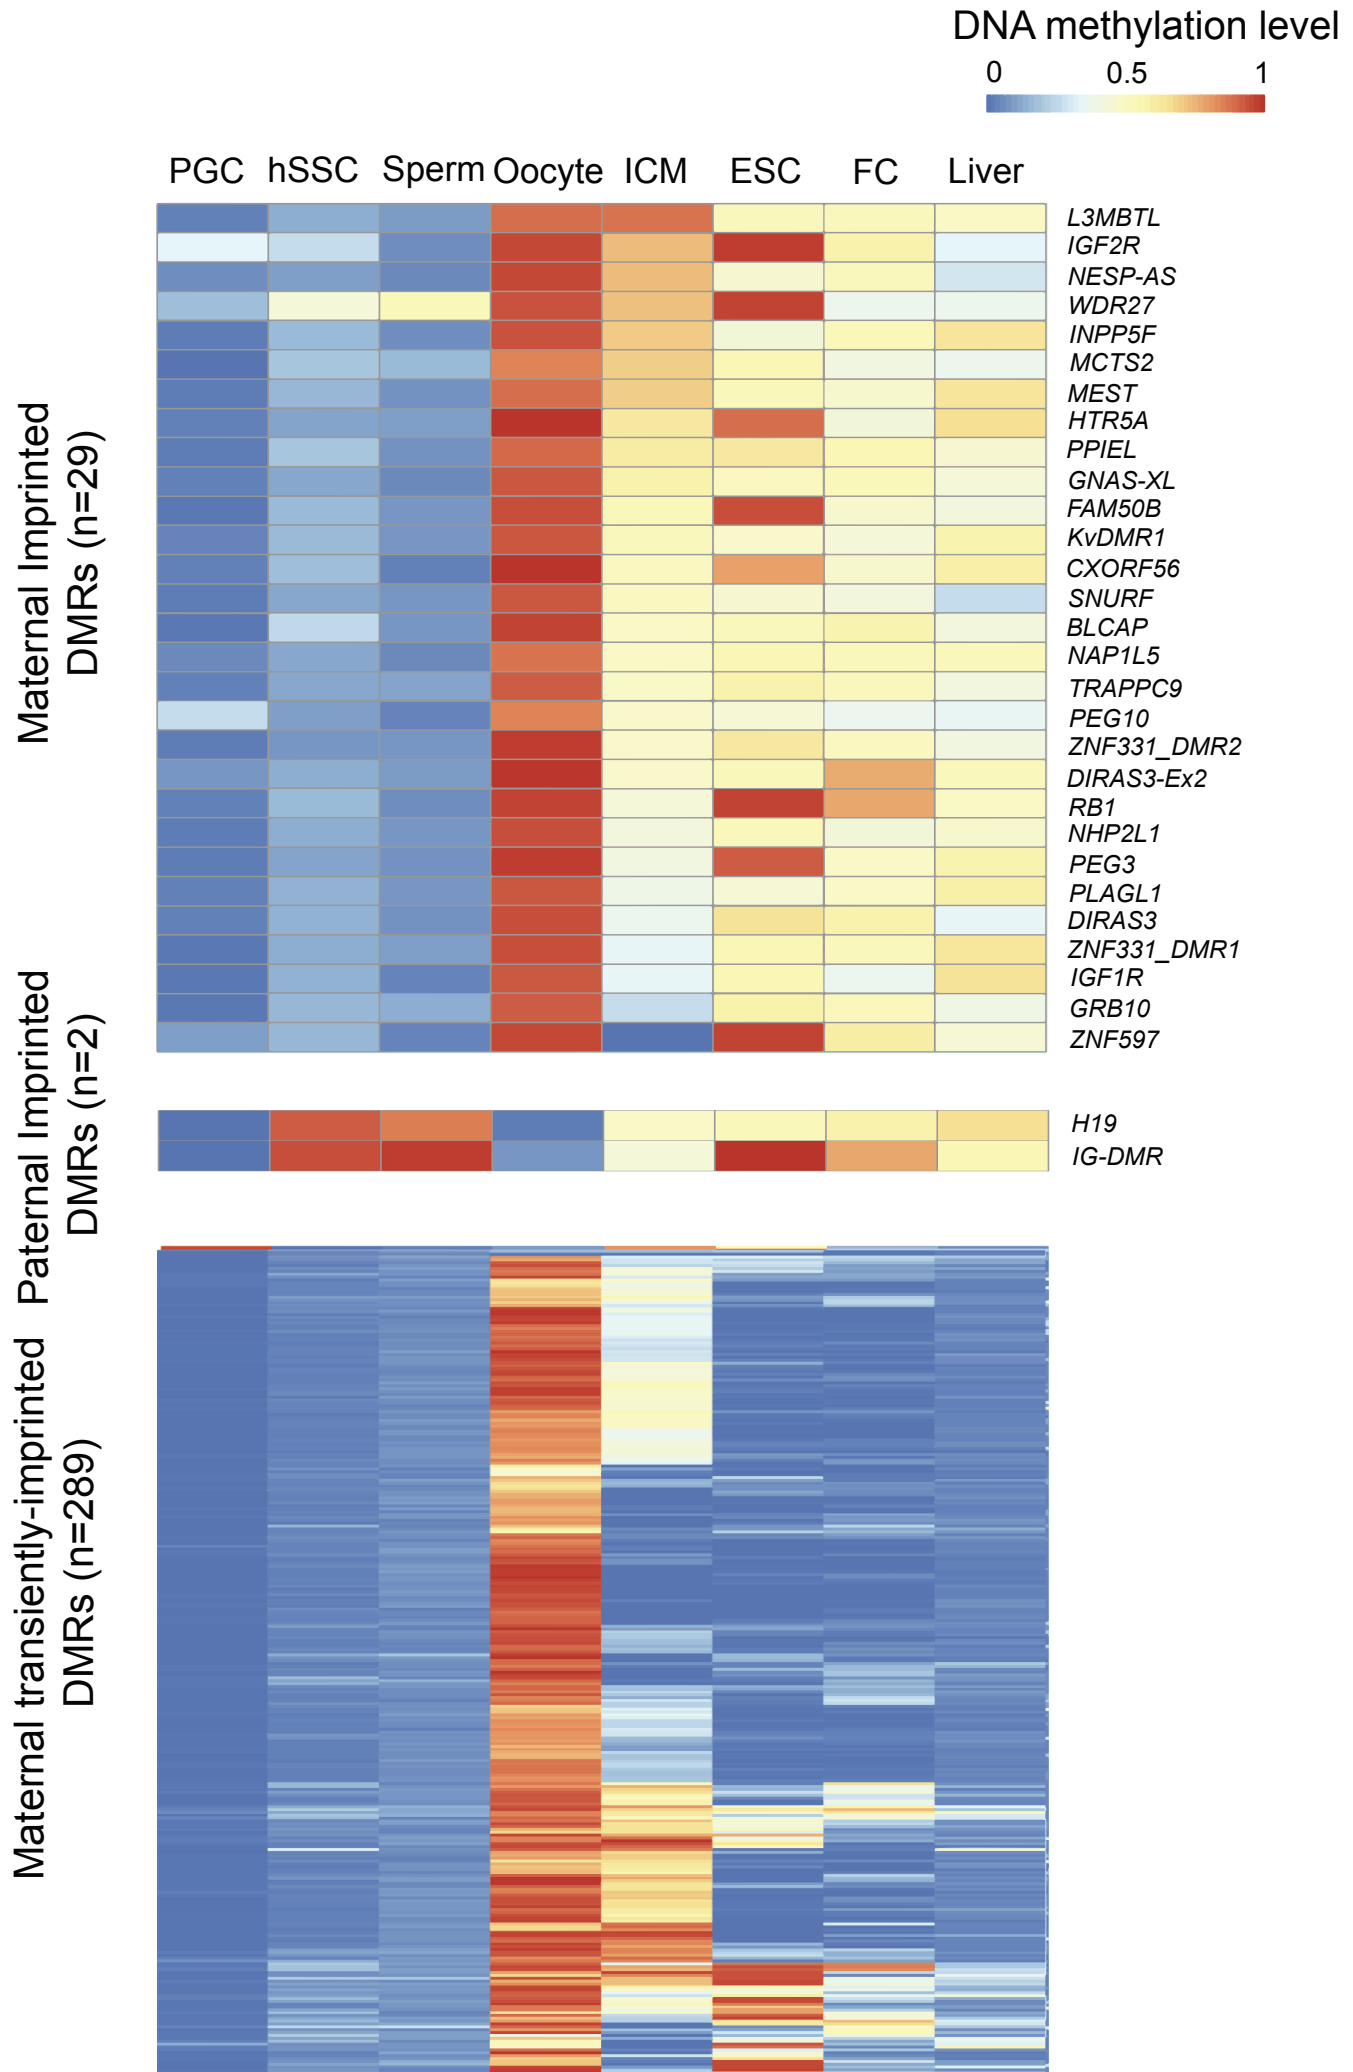 DNA methylation level
0 0.5 1
PGC hSSC Sperm Oocyte ICM ESC FC Liver
Maternal Imprinted
DMRs (n=29)
L3MBTL
IGF2R
NESP-AS
WDR27
INPP5F
MCTS2
MEST
HTR5A
PPIEL
GNAS-XL
FAM50B
KvDMR1
CXORF56
SNURF
BLCAP
NAP1L5
TRAPPC9
PEG10
ZNF331_DMR2
DIRAS3-Ex2
RB1
NHP2L1
PEG3
PLAGL1
DIRAS3
ZNF331_DMR1
IGF1R
GRB10
ZNF597
Paternal Imprinted
DMRs (n=2)
H19
IG-DMR
Maternal transiently-imprinted
DMRs (n=289)